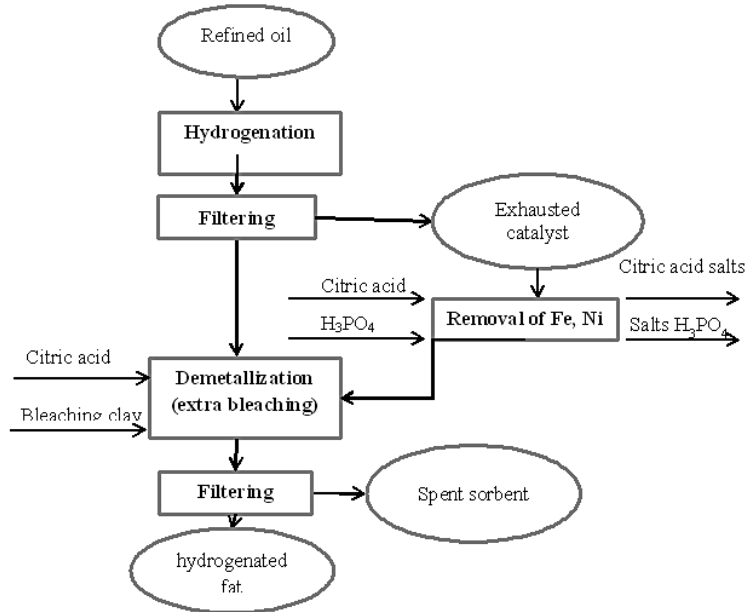 Refined oil
Hydrogenation
Filtering
Exhausted
catalyst
Citric acid salts
Citric acid
Removal of Fe, Ni
H₃PO₄
Salts H₃PO₄
Citric acid
Demetallization
(extra bleaching)
Bleaching clay
Filtering
Spent sorbent
hydrogenated
fat